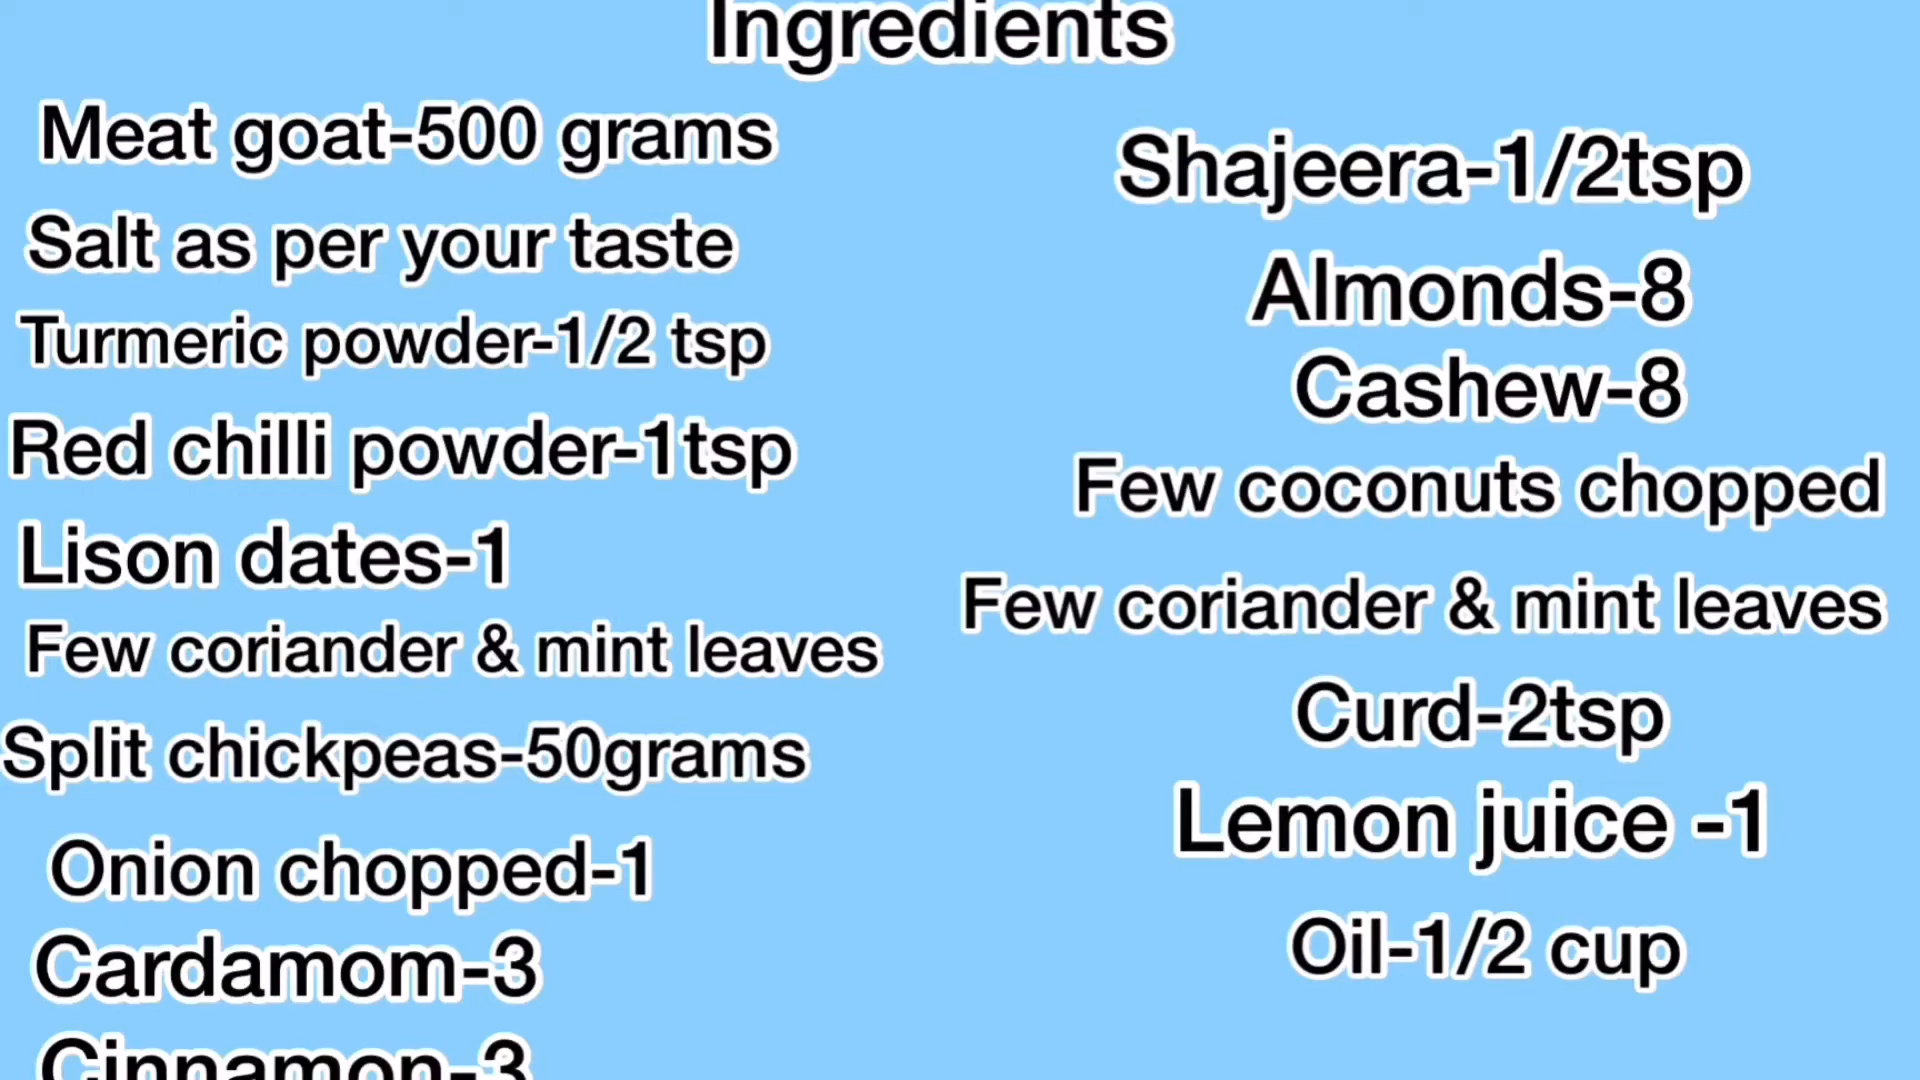 Ingredients
Meat goat-500 grams
Salt as per your taste
Turmeric powder-1/2 tsp
Red chilli powder-1tsp
Lison dates-1
Few coriander & mint leaves
Split chickpeas-50grams
Onion chopped-1
Cardamom-3
Cinnamon-3
Shajeera-1/2tsp
Almonds-8
Cashew-8
Few coconuts chopped
Few coriander & mint leaves
Curd-2tsp
Lemon juice -1
Oil-1/2 cup